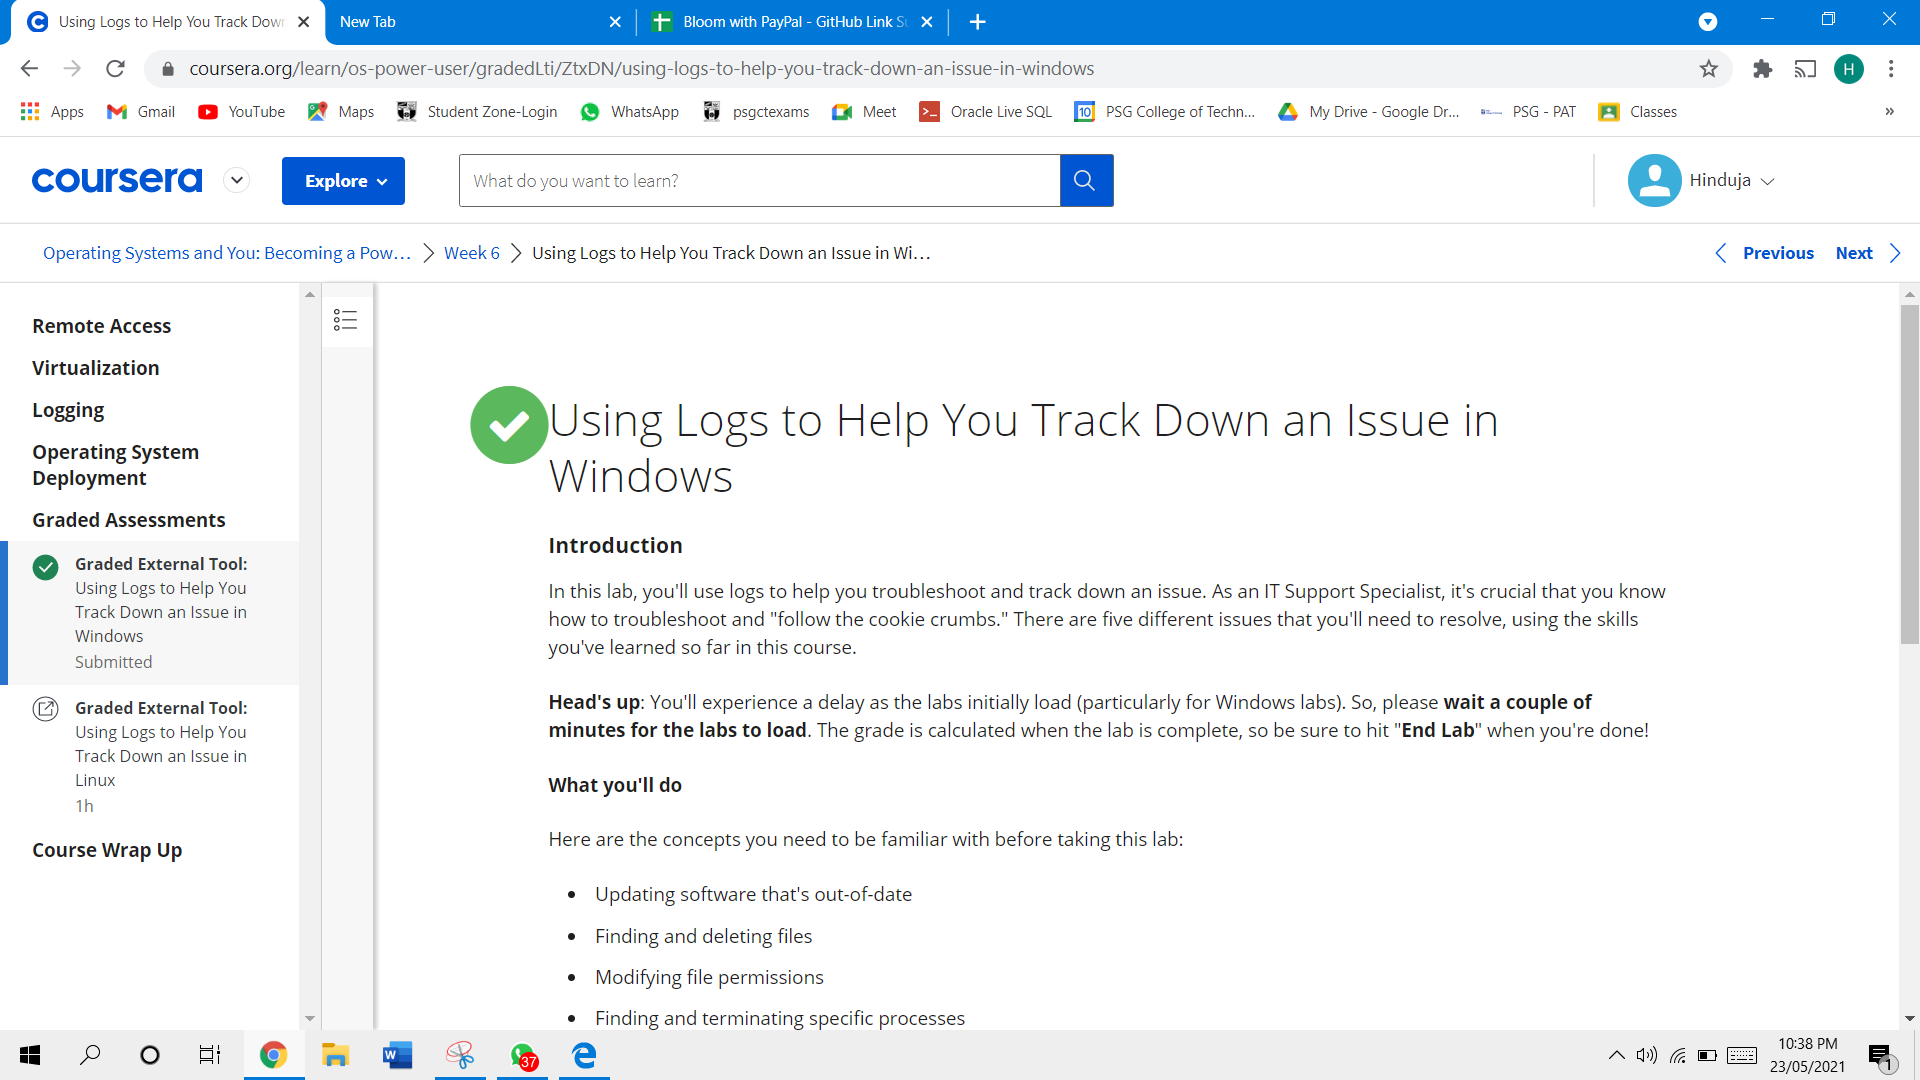 Using Logs to Help You Track Down
New Tab
Bloom with PayPal - GitHub Link S
coursera.org/learn/os-power-user/gradedLti/ZtxDN/using-logs-to-help-you-track-down-an-issue-in-windows
H
Apps
Gmail
YouTube
Maps
Student Zone-Login
WhatsApp
psgctexams
Meet
Oracle Live SQL
10
PSG College of Techn...
My Drive - Google Dr...
PSG - PAT
Classes
»
coursera
Explore
What do you want to learn?
Hinduja
Operating Systems and You: Becoming a Pow...
Week 6
Using Logs to Help You Track Down an Issue in Wi...
Previous
Next
Remote Access
Virtualization
Logging
Operating System
Deployment
Graded Assessments
Graded External Tool:
Using Logs to Help You
Track Down an Issue in
Windows
Submitted
Graded External Tool:
Using Logs to Help You
Track Down an Issue in
Linux
1h
Course Wrap Up
Using Logs to Help You Track Down an Issue in
Windows
Introduction
In this lab, you'll use logs to help you troubleshoot and track down an issue. As an IT Support Specialist, it's crucial that you know
how to troubleshoot and "follow the cookie crumbs." There are five different issues that you'll need to resolve, using the skills
you've learned so far in this course.
Head's up: You'll experience a delay as the labs initially load (particularly for Windows labs). So, please wait a couple of
minutes for the labs to load. The grade is calculated when the lab is complete, so be sure to hit "End Lab" when you're done!
What you'll do
Here are the concepts you need to be familiar with before taking this lab:
• Updating software that's out-of-date
• Finding and deleting files
• Modifying file permissions
• Finding and terminating specific processes
37
10:38 PM
23/05/2021
1